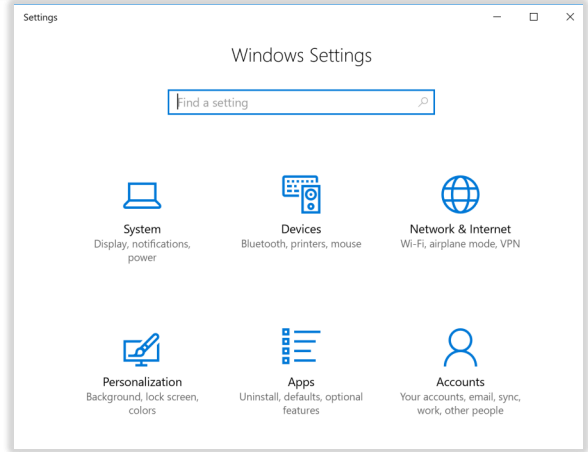 Settings
Windows Settings
Find a setting
System
Display, notifications,
power
Devices
Bluetooth, printers, mouse
Network & Internet
Wi-Fi, airplane mode, VPN
Personalization
Background, lock screen,
colors
Apps
Uninstall, defaults, optional
features
Accounts
Your accounts, email, sync,
work, other people